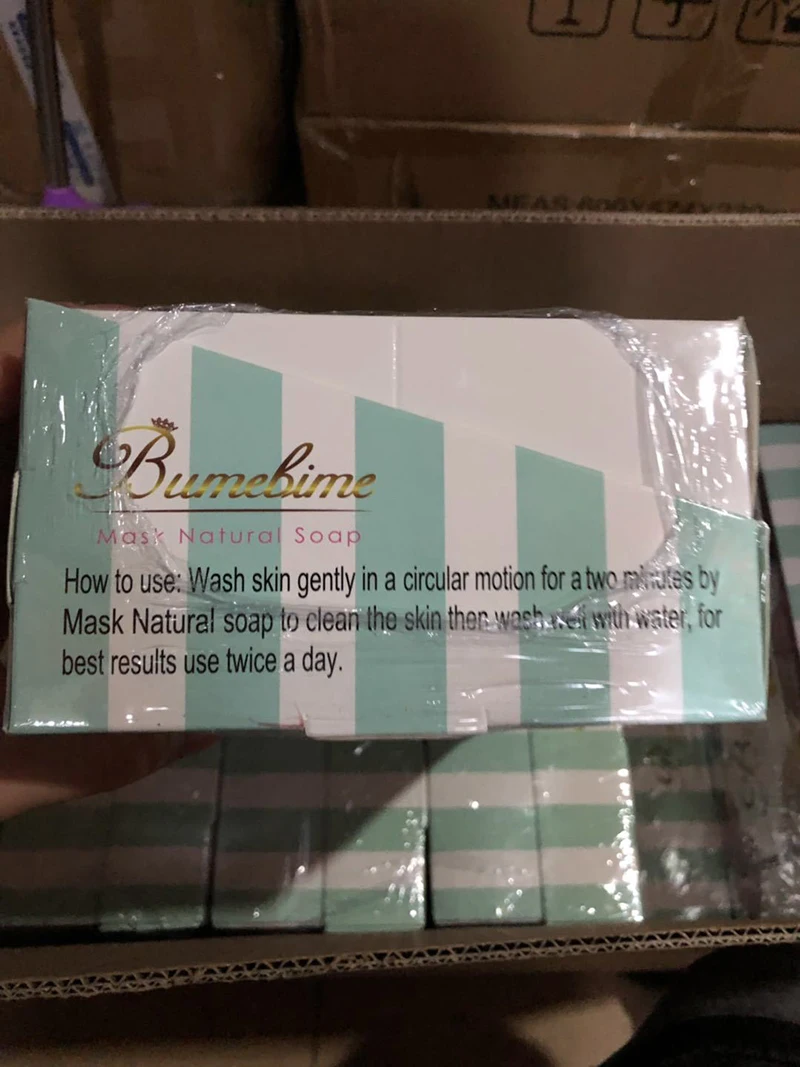 MEAS
Bumebime
Mask Natural Soap
How to use: Wash skin gently in a circular motion for a two minutes by
Mask Natural soap to clean the skin then wash well with water, for
best results use twice a day.